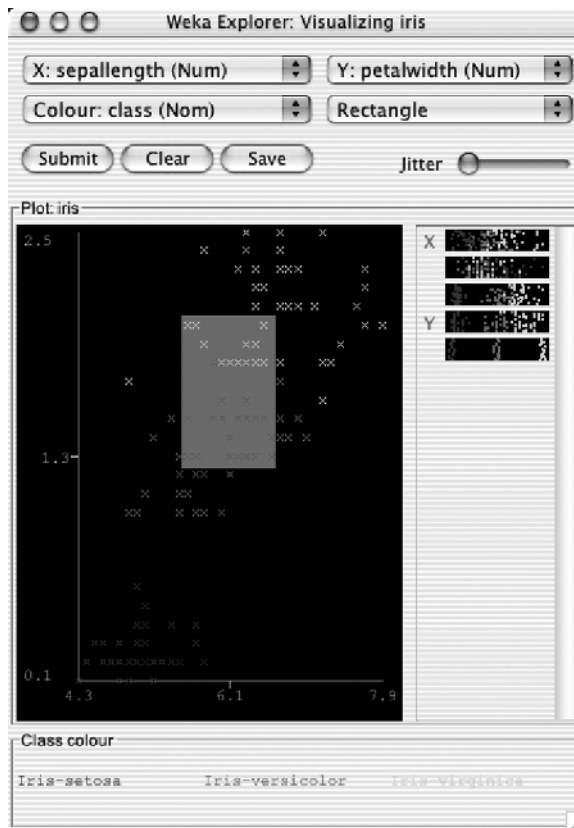 Weka Explorer: Visualizing iris
X: sepallength (Num) Y: petalwidth (Num)
Colour: class (Nom) Rectangle
Submit Clear Save Jitter
Plot: iris
2.5
X
Y
1.3
0.1
4.3 6.1 7.9
Class colour
Iris-setosa Iris-versicolor Iris-virginica